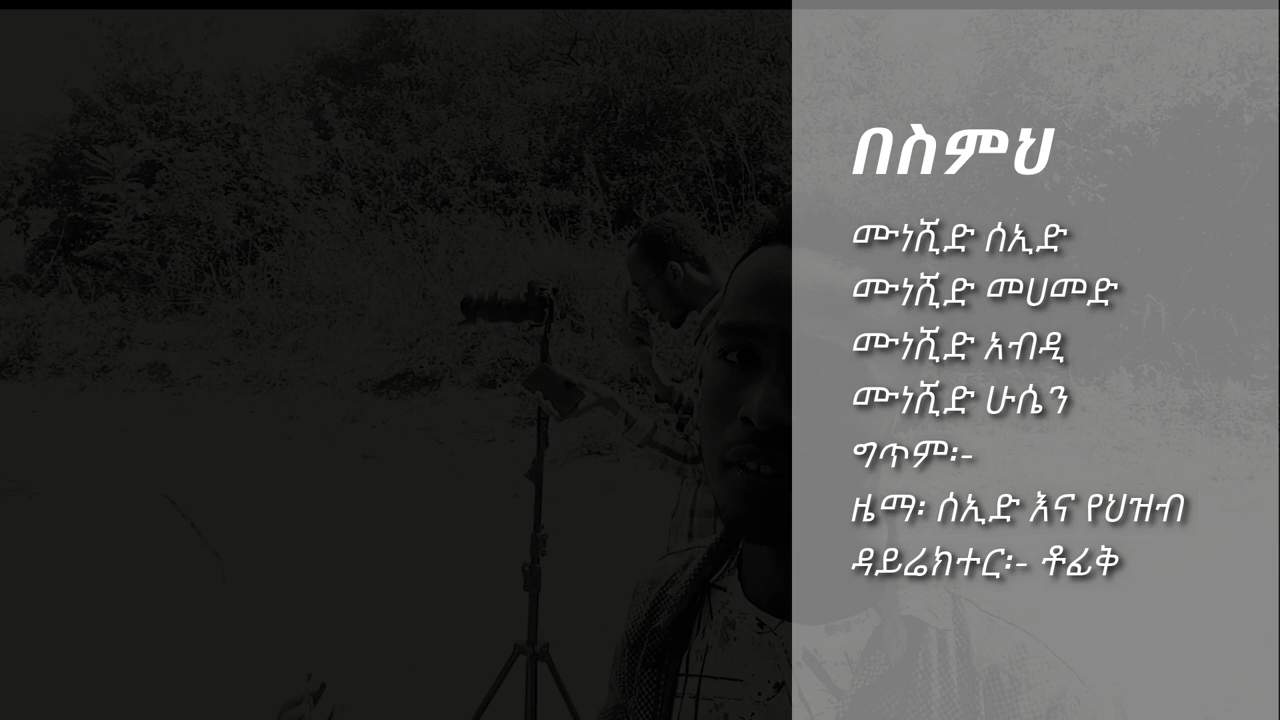 በስምህ
ሙነሺድ ሰኢድ
ሙነሺድ መሀመድ
ሙነሺድ አብዲ
ሙነሺድ ሁሴን
ግጥም፡-
ዜማ፡ ሰኢድ እና የህዝብ
ዳይሬክተር፡- ቶፊቅ